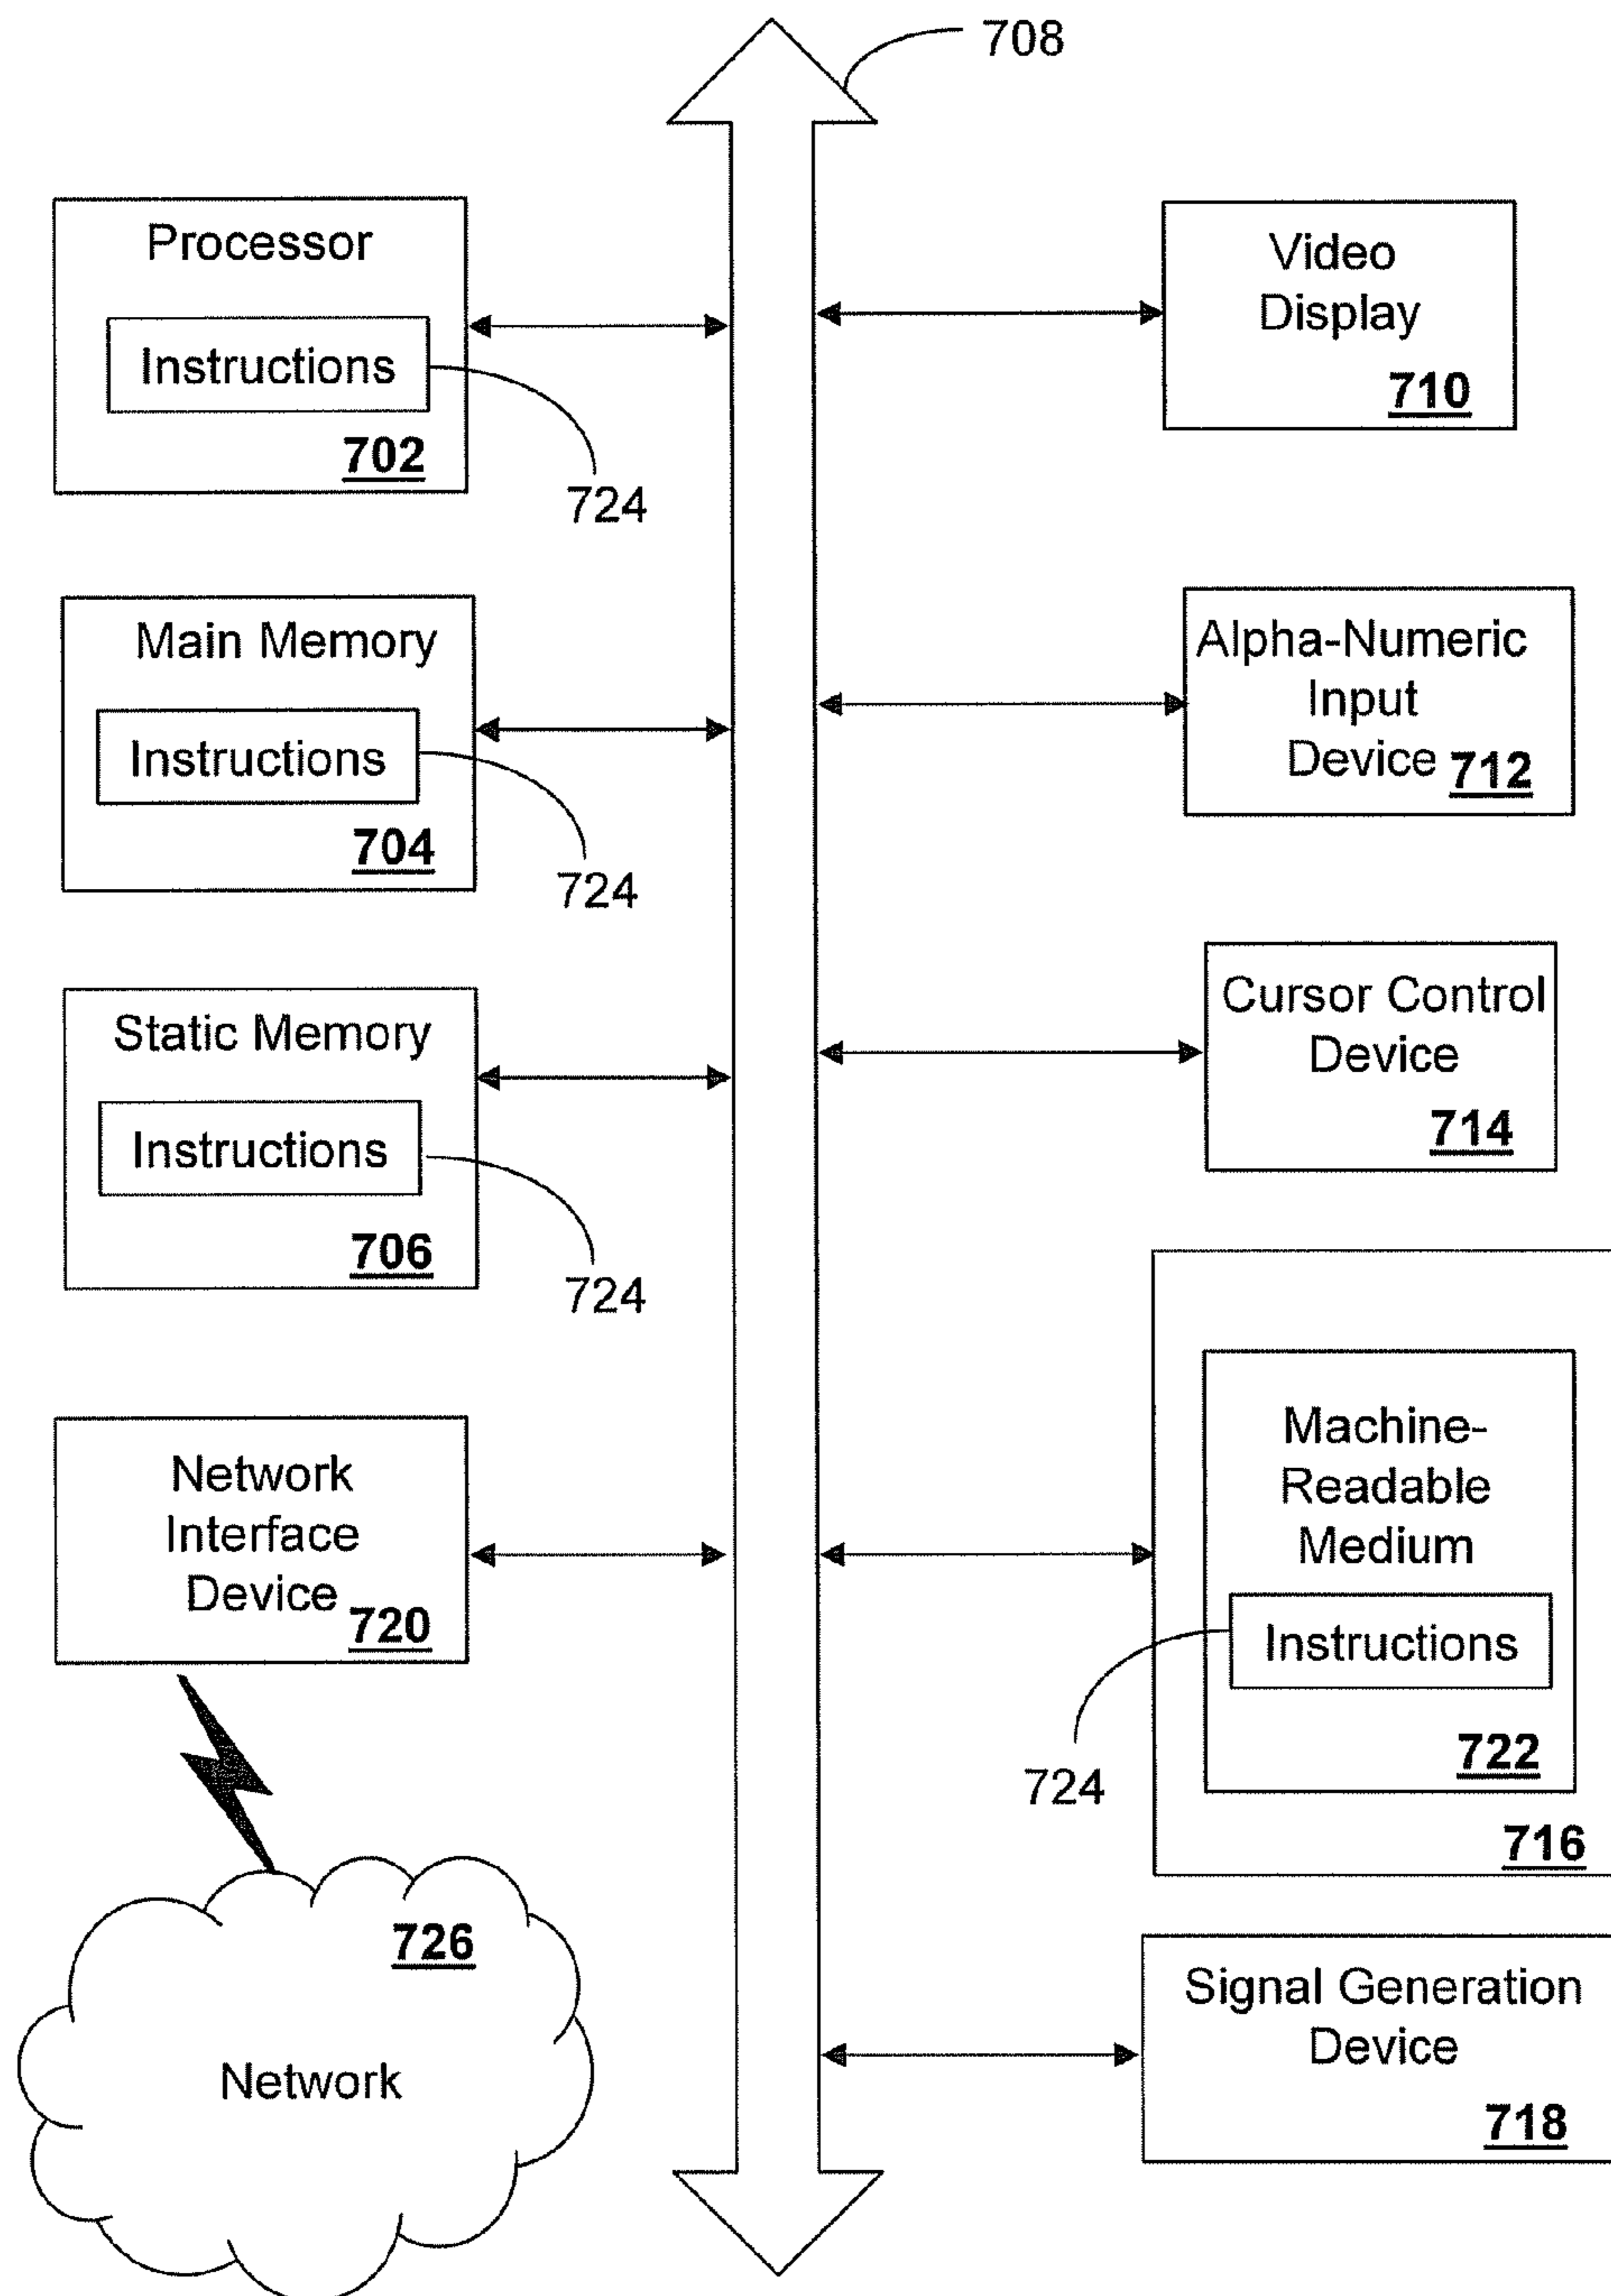 708
Processor
Instructions
702
724
Main Memory
Instructions
704
724
Static Memory
Instructions
706
724
Network
Interface
Device
720
726
Network
Video
Display
710
Alpha-Numeric
Input
Device
712
Cursor Control
Device
714
Machine-
Readable
Medium
Instructions
722
724
716
Signal Generation
Device
718